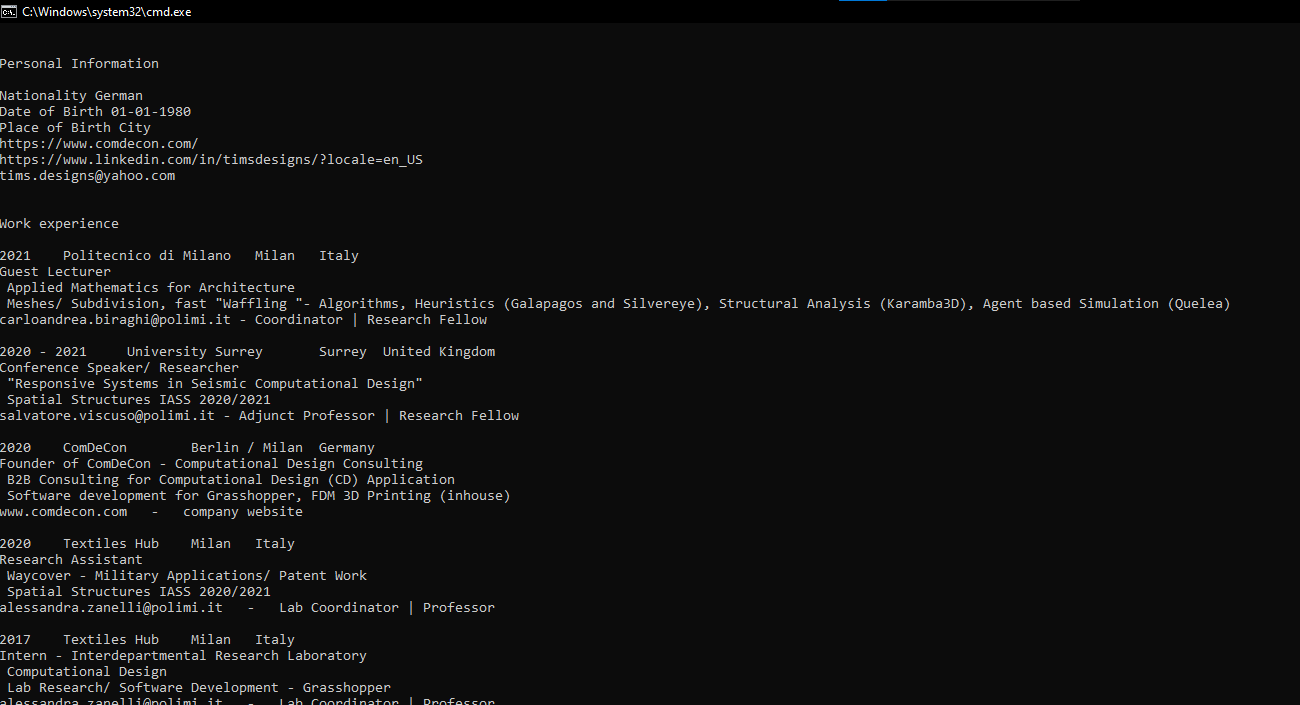 C:\Windows\system32\cmd.exe
Personal Information
Nationality German
Date of Birth 01-01-1980
Place of Birth City
https://www.comdecon.com/
https://www.linkedin.com/in/timsdesigns/?locale=en_US
tims.designs@yahoo.com
Work experience
2021    Politecnico di Milano   Milan   Italy
Guest Lecturer
 Applied Mathematics for Architecture
 Meshes/ Subdivision, fast "Waffling "- Algorithms, Heuristics (Galapagos and Silvereye), Structural Analysis (Karamba3D), Agent based Simulation (Quelea)
carloandrea.biraghi@polimi.it - Coordinator | Research Fellow
2020 - 2021     University Surrey       Surrey  United Kingdom
Conference Speaker/ Researcher
 "Responsive Systems in Seismic Computational Design"
 Spatial Structures IASS 2020/2021
salvatore.viscuso@polimi.it - Adjunct Professor | Research Fellow
2020    ComDeCon        Berlin / Milan  Germany
Founder of ComDeCon - Computational Design Consulting
 B2B Consulting for Computational Design (CD) Application
 Software development for Grasshopper, FDM 3D Printing (inhouse)
www.comdecon.com   -   company website
2020    Textiles Hub    Milan   Italy
Research Assistant
 Waycover - Military Applications/ Patent Work
 Spatial Structures IASS 2020/2021
alessandra.zanelli@polimi.it   -   Lab Coordinator | Professor
2017    Textiles Hub    Milan   Italy
Intern - Interdepartmental Research Laboratory
 Computational Design
 Lab Research/ Software Development - Grasshopper
alessandra.zanelli@polimi.it   -   Lab Coordinator | Professor